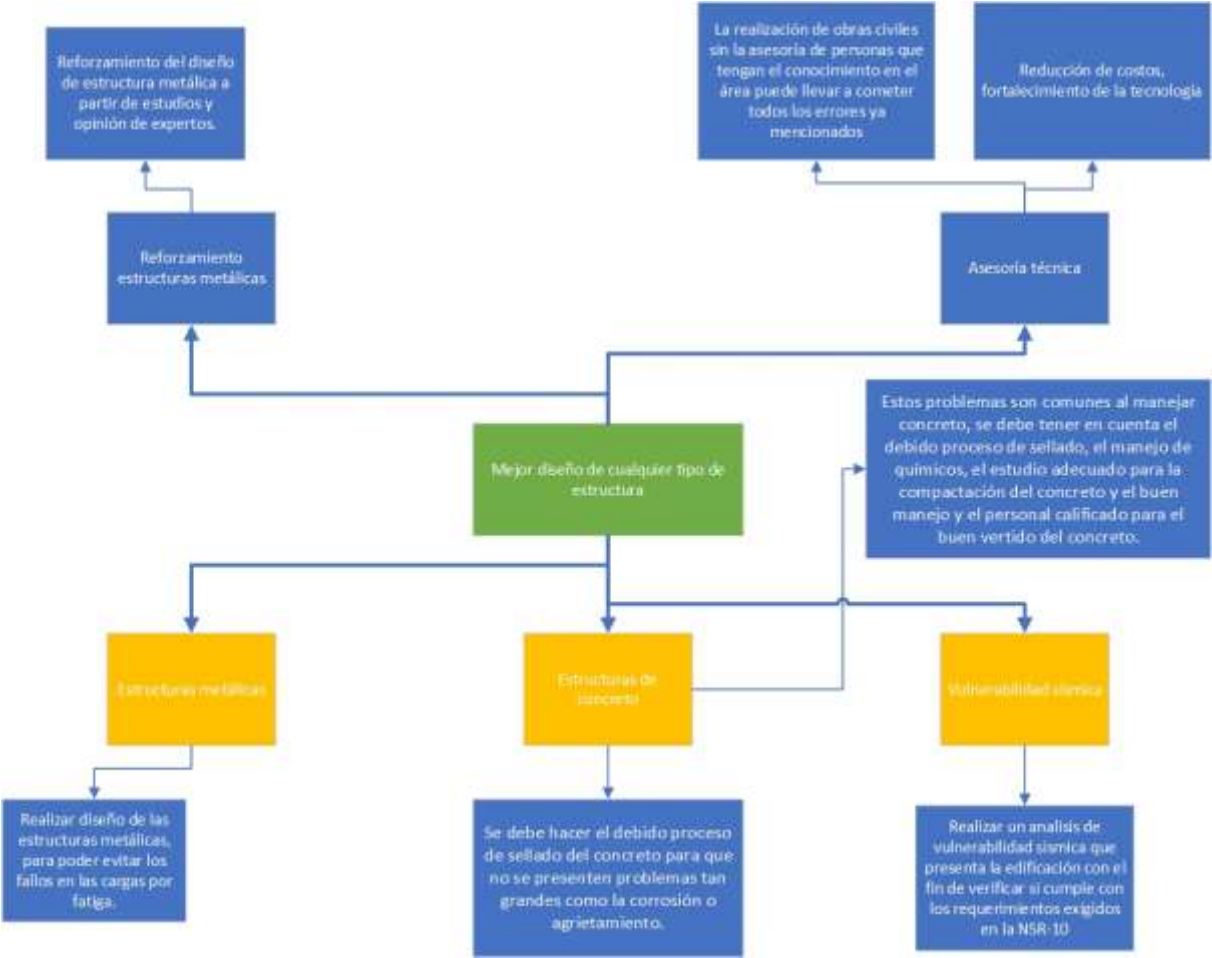 Reforzamiento del diseño
de estructura metálica a
partir de estudios y
opinión de expertos.
La realización de obras civiles
sin la asesoría de personas que
tengan el conocimiento en el
área puede llevar a cometer
todos los errores ya
mencionados
Reducción de costos,
fortalecimiento de la tecnología
Reforzamiento
estructuras metálicas
Asesoría técnica
Mejor diseño de cualquier tipo de
estructura
Estos problemas son comunes al manejar
concreto, se debe tener en cuenta el
debido proceso de sellado, el manejo de
químicos, el estudio adecuado para la
compactación del concreto y el buen
manejo y el personal calificado para el
buen vertido del concreto.
Estructuras metálicas
Estructuras de
concreto
Vulnerabilidad sísmica
Realizar diseño de las
estructuras metálicas,
para poder evitar los
fallos en las cargas por
fatiga.
Se debe hacer el debido proceso
de sellado del concreto para que
no se presenten problemas tan
grandes como la corrosión o
agrietamiento.
Realizar un analisis de
vulnerabilidad sísmica que
presenta la edificación con el
fin de verificar si cumple con
los requerimientos exigidos
en la NSR-10